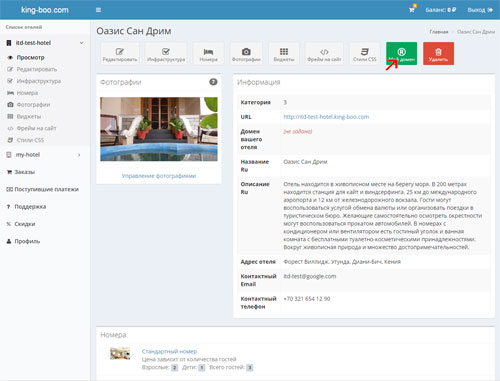 king-boo.com
Баланс: 0 ₽
Выход
Список отелей
itd-test-hotel
Просмотр
Редактировать
Инфраструктура
Номера
Фотографии
Виджеты
Фрейм на сайт
Стили CSS
my-hotel
Заказы
Поступившие платежи
Поддержка
Скидки
Профиль
Оазис Сан Дрим
Главная > Оазис Сан Дрим
Редактировать
Инфраструктура
Номера
Фотографии
Виджеты
Фрейм на сайт
Стили CSS
Мой домен
Удалить
Фотографии
7
Управление фотографиями
Информация
Категория 3
URL http://itd-test-hotel.king-boo.com
Домен вашего отеля (не задано)
Название Ru Оазис Сан Дрим
Описание Ru Отель находится в живописном месте на берегу моря. В 200 метрах
находится станция для кайт и виндсерфинга. 25 км до международного
аэропорта и 12 от железнодорожного вокзала. Гости могут
воспользоваться услугой обмена валюты или организовать поездки в
туристическом бюро. Желающие самостоятельно осмотреть окрестности
могут воспользоваться прокатом автомобилей. В номерах с
кондиционером или вентилятором есть гостиный уголок и ванная
комната с бесплатными туалетно-косметическими принадлежностями.
Вокруг живописная природа и множество достопримечательностей.
Адрес отеля Форест Виллидж, Угунда, Диани-Бич, Кения
Контактный Email itd-test@google.com
Контактный телефон +70 321 654 12 90
Номера
Стандартный номер
Цена зависит от количества гостей
Взрослые: 2 Дети: 1 Всего гостей: 3